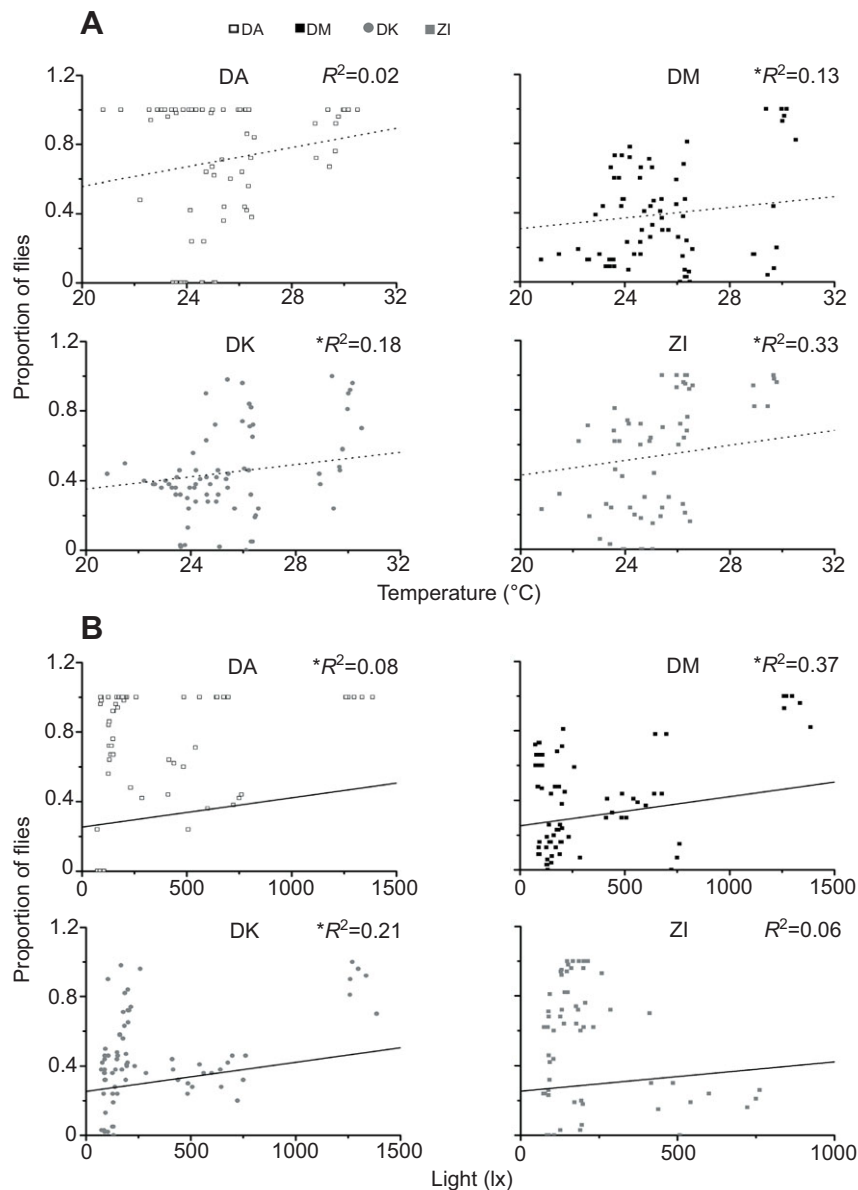 A
DA DM DK ZI
DA R²=0.02
DM *R²=0.13
1.2
0.8
0.4
0
20 24 28 32
20 24 28 32
DK *R²=0.18
ZI *R²=0.33
1.2
0.8
0.4
0
20 24 28 32
20 24 28 32
Proportion of flies
Temperature (°C)
B
DA *R²=0.08
DM *R²=0.37
1.2
0.8
0.4
0
0 500 1000 1500
0 500 1000 1500
DK *R²=0.21
ZI R²=0.06
1.2
0.8
0.4
0
0 500 1000 1500
0 500 1000
Proportion of flies
Light (lx)